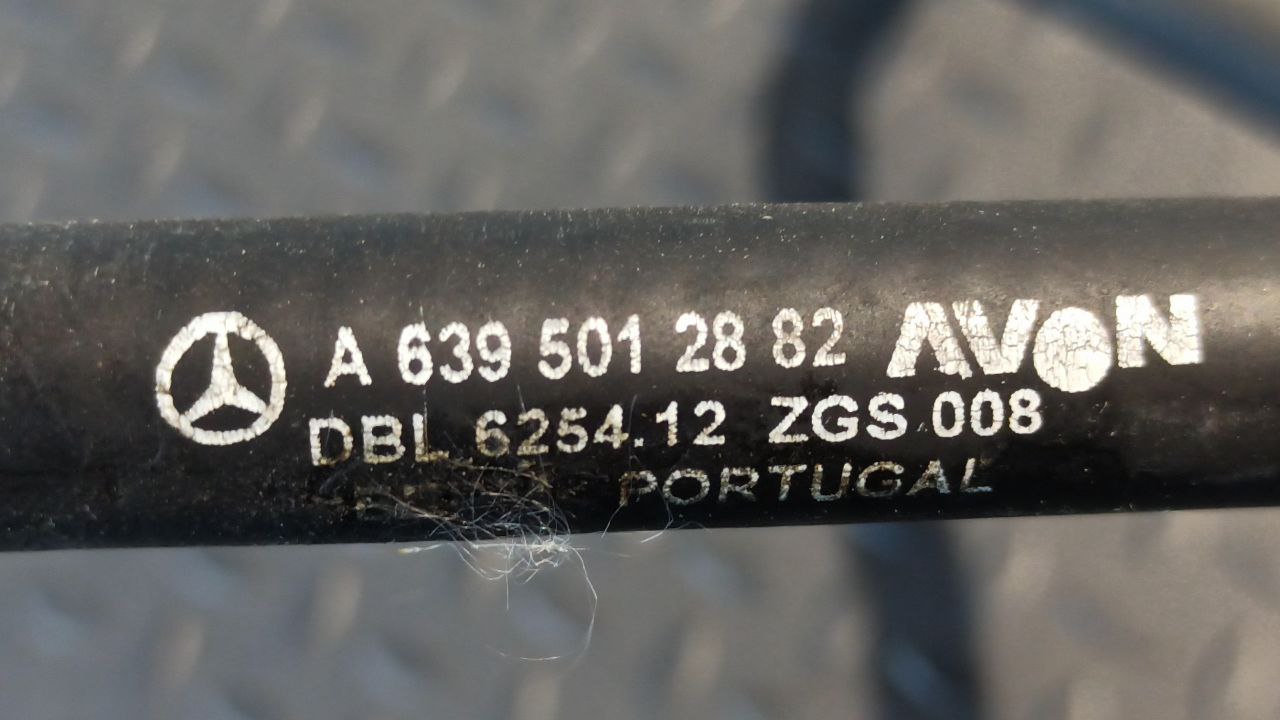 A 639 501 28 82 AVON
DBL 6254.12 ZGS 008
PORTUGAL